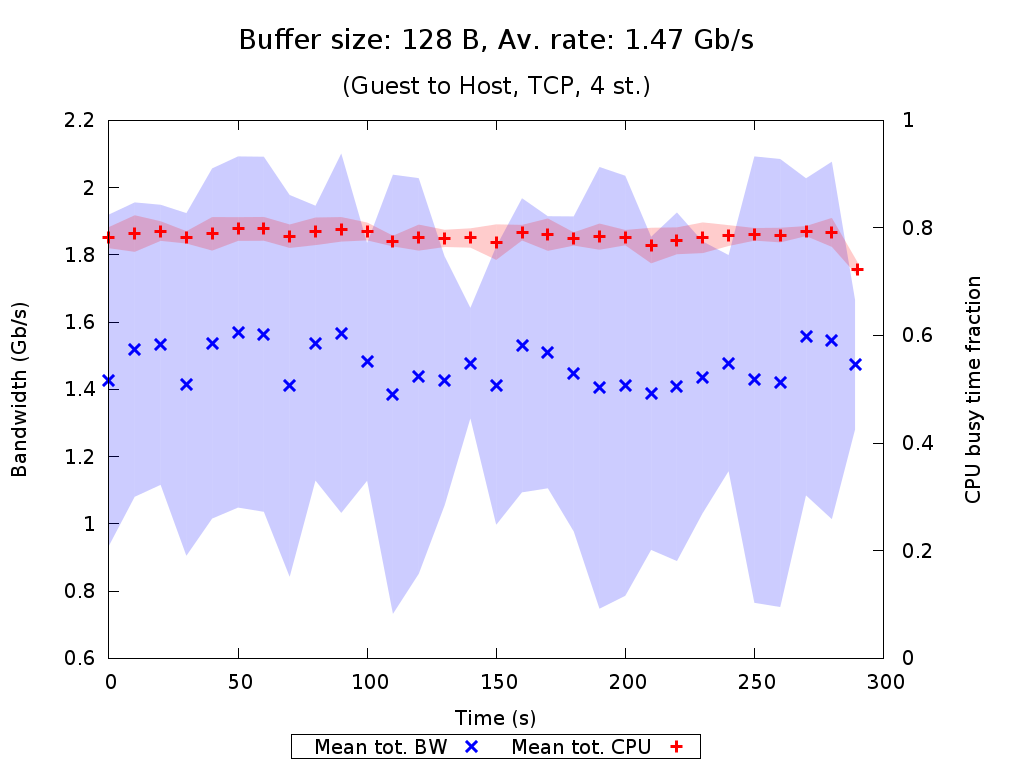 Buffer size: 128 B, Av. rate: 1.47 Gb/s
(Guest to Host, TCP, 4 st.)
Bandwidth (Gb/s)
2.2
2
1.8
1.6
1.4
1.2
1
0.8
0.6
1
0.8
0.6
0.4
0.2
0
CPU busy time fraction
0 50 100 150 200 250 300
Time (s)
Mean tot. BW Mean tot. CPU